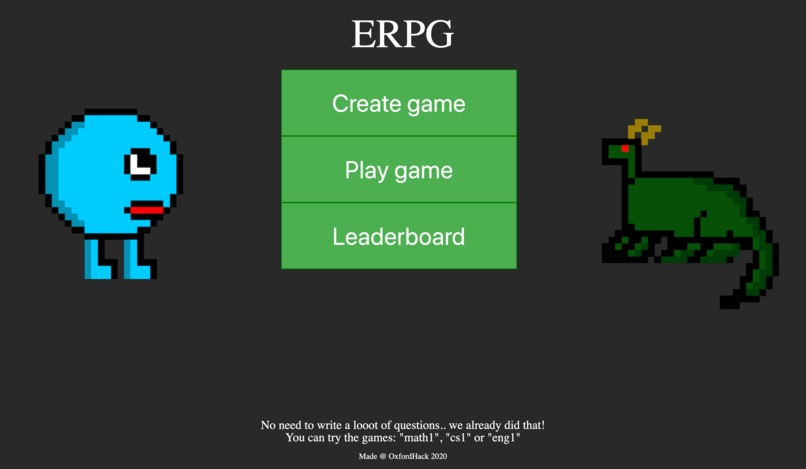 ERPG
Create game
Play game
Leaderboard
No need to write a looot of questions.. we already did that!
You can try the games: "math1", "cs1" or "eng1"
Made @ OxfordHack 2020